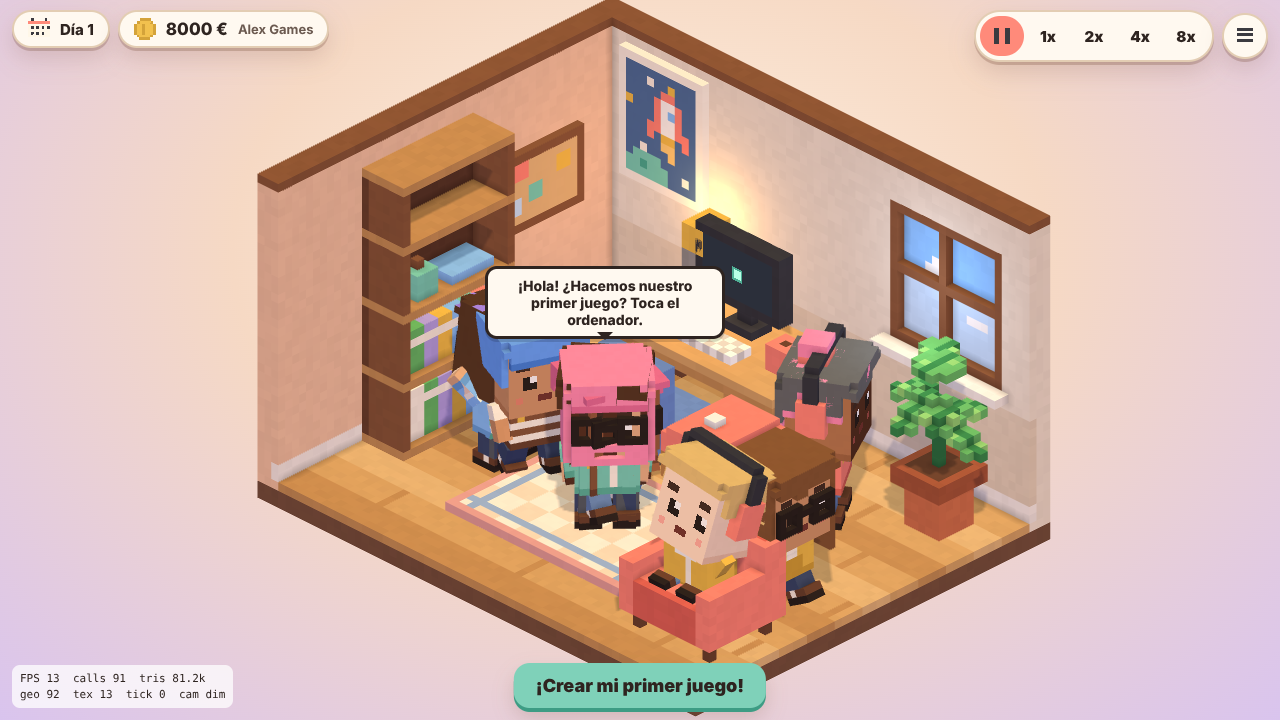 Día 1
8000 € Alex Games
1x 2x 4x 8x
¡Hola! ¿Hacemos nuestro
primer juego? Toca el
ordenador.
¡Crear mi primer juego!
FPS 13 calls 91 tris 81.2k
geo 92 tex 13 tick 0 cam dim